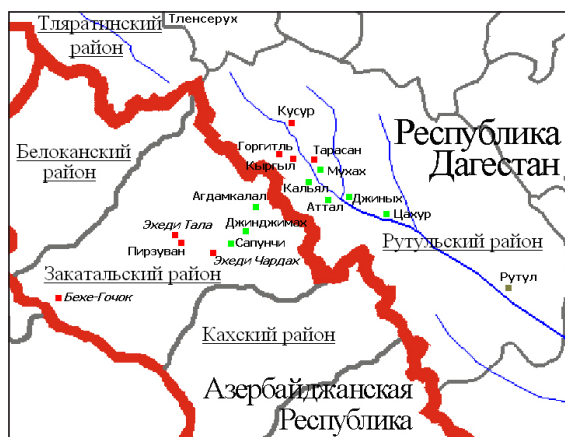 Тленсерух
Тляратинский
район
Кусур
Республика
Дагестан
Белоканский
район
Горгитль
Тарасан
Кыргыл
Мухах
Кальял
Агдамкалал
Джиных
Аттал
Цахур
Эхеди Тала
Джинджимах
Рутульский район
Пирзуван
Сапунчи
Эхеди Чардах
Закатальский район
Рутул
Бехе-Гочок
Кахский район
Азербайджанская
Республика